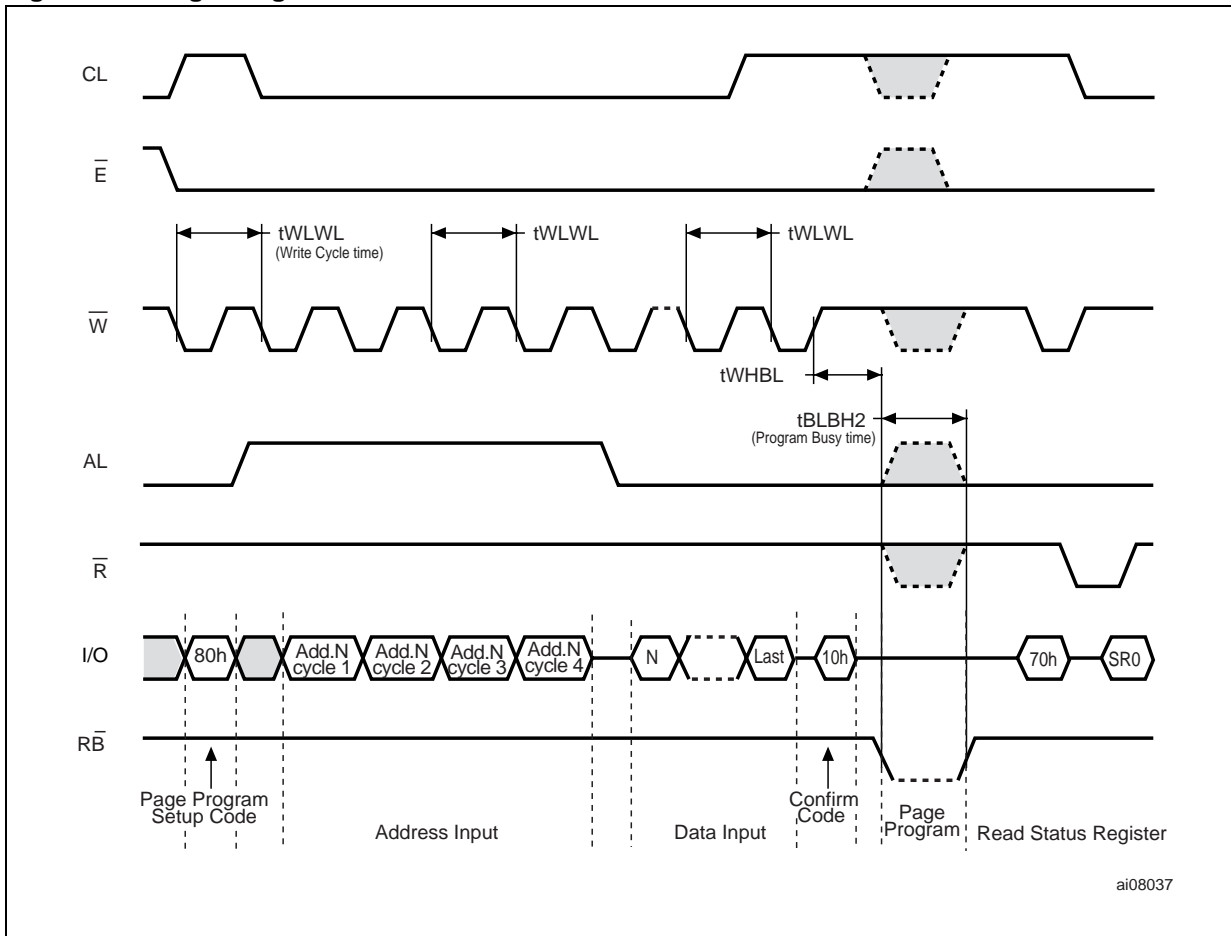 CL
E̅
tWLWL
(Write Cycle time)
tWLWL
tWLWL
W̅
tWHBL
tBLBH2
(Program Busy time)
AL
R̅
I/O
80h
Add.N
cycle 1
Add.N
cycle 2
Add.N
cycle 3
Add.N
cycle 4
N
Last
10h
70h
SR0
RB̅
Page Program
Setup Code
Address Input
Data Input
Confirm
Code
Page
Program
Read Status Register
ai08037